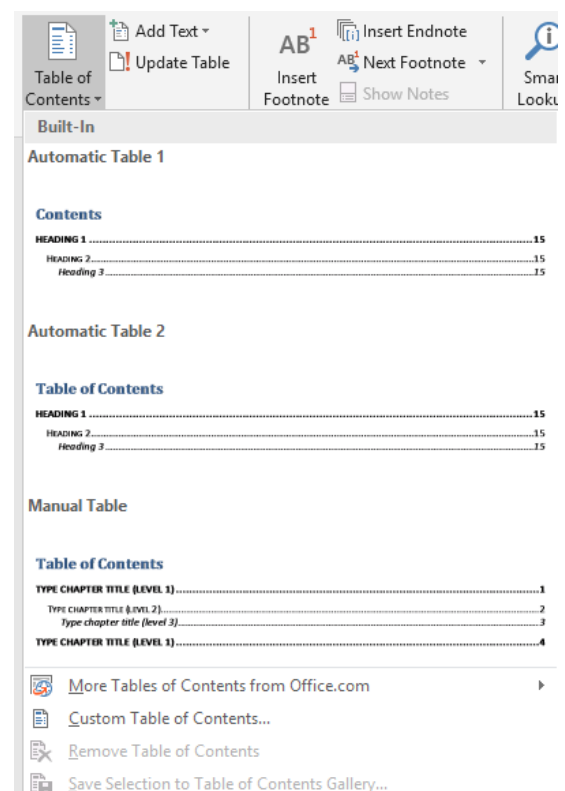 Add Text
Update Table
Table of
Contents
AB1
Insert
Footnote
[i] Insert Endnote
AB1 Next Footnote
Show Notes
Smar
Looku
Built-In
Automatic Table 1
Contents
HEADING 1 ........ 15
HEADING 2 ........ 15
Heading 3 ........ 15
Automatic Table 2
Table of Contents
HEADING 1 ........ 15
HEADING 2 ........ 15
Heading 3 ........ 15
Manual Table
Table of Contents
TYPE CHAPTER TITLE (LEVEL 1) ........ 1
TYPE CHAPTER TITLE (LEVEL 2) ........ 2
Type chapter title (level 3) ........ 3
TYPE CHAPTER TITLE (LEVEL 1) ........ 4
More Tables of Contents from Office.com
Custom Table of Contents...
Remove Table of Contents
Save Selection to Table of Contents Gallery...